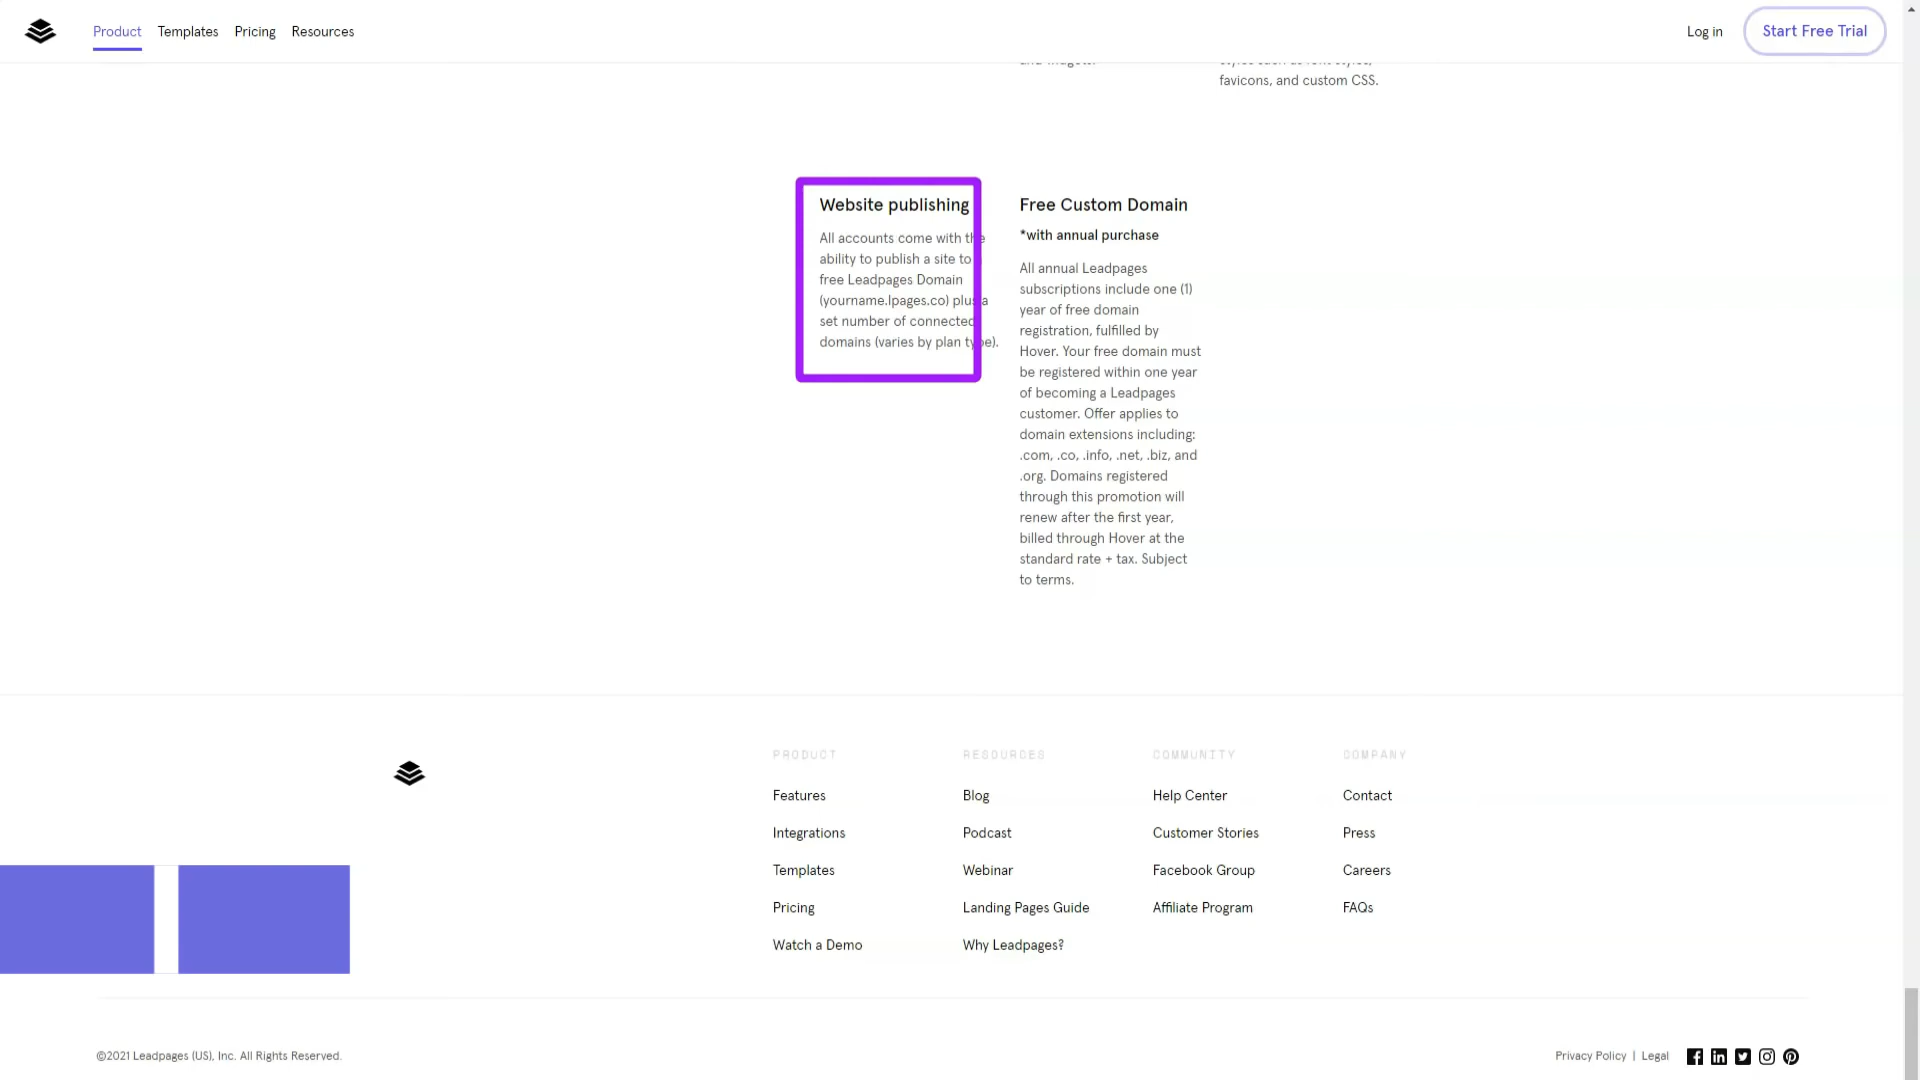 Product Templates Pricing Resources
Log in
Start Free Trial
favicons, and custom CSS.
Website publishing
All accounts come with the
ability to publish a site to
free Leadpages Domain
(yourname.lpages.co) plus a
set number of connected
domains (varies by plan type).
Free Custom Domain
*with annual purchase
All annual Leadpages
subscriptions include one (1)
year of free domain
registration, fulfilled by
Hover. Your free domain must
be registered within one year
of becoming a Leadpages
customer. Offer applies to
domain extensions including:
.com, .co, .info, .net, .biz, and
.org. Domains registered
through this promotion will
renew after the first year,
billed through Hover at the
standard rate + tax. Subject
to terms.
PRODUCT
Features
Integrations
Templates
Pricing
Watch a Demo
RESOURCES
Blog
Podcast
Webinar
Landing Pages Guide
Why Leadpages?
COMMUNITY
Help Center
Customer Stories
Facebook Group
Affiliate Program
COMPANY
Contact
Press
Careers
FAQs
©2021 Leadpages (US), Inc. All Rights Reserved.
Privacy Policy | Legal